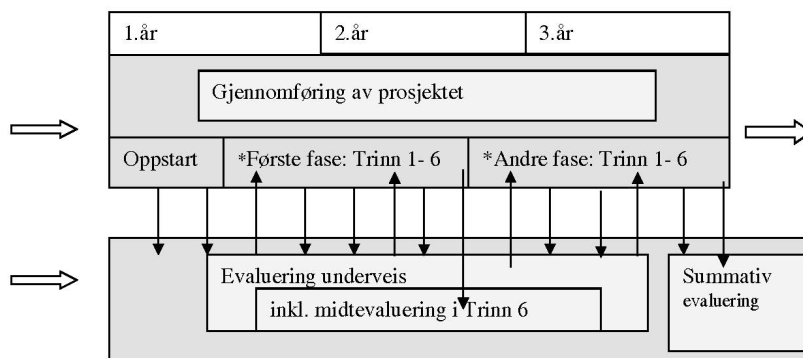 1.år
2.år
3.år
Gjennomføring av prosjektet
Oppstart
*Første fase: Trinn 1- 6
*Andre fase: Trinn 1- 6
Evaluering underveis
inkl. midtevaluering i Trinn 6
Summativ
evaluering